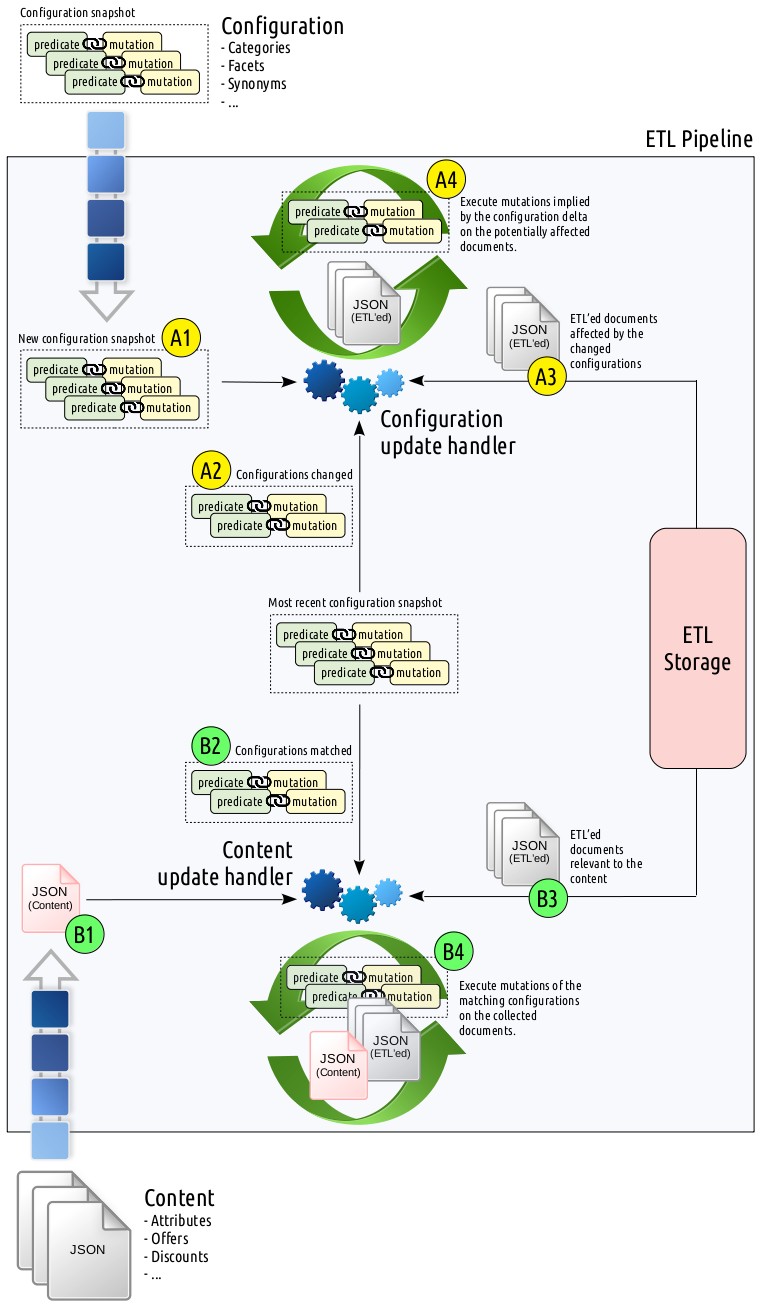 Configuration snapshot
predicate mutation
predicate mutation
predicate mutation
Configuration
- Categories
- Facets
- Synonyms
- ...
ETL Pipeline
A4
predicate mutation
predicate mutation
Execute mutations implied
by the configuration delta
on the potentially affected
documents.
JSON
(ETL'ed)
New configuration snapshot
A1
predicate mutation
predicate mutation
predicate mutation
JSON
(ETL'ed)
A3
ETL'ed documents
affected by the
changed
configurations
Configuration
update handler
A2
Configurations changed
predicate mutation
predicate mutation
Most recent configuration snapshot
predicate mutation
predicate mutation
predicate mutation
ETL
Storage
B2
Configurations matched
predicate mutation
predicate mutation
Content
update handler
JSON
(ETL'ed)
B3
ETL'ed
documents
relevant to the
content
JSON
(Content)
B1
B4
predicate mutation
predicate mutation
Execute mutations of the
matching configurations
on the collected
documents.
JSON
(ETL'ed)
JSON
(Content)
JSON
Content
- Attributes
- Offers
- Discounts
- ...